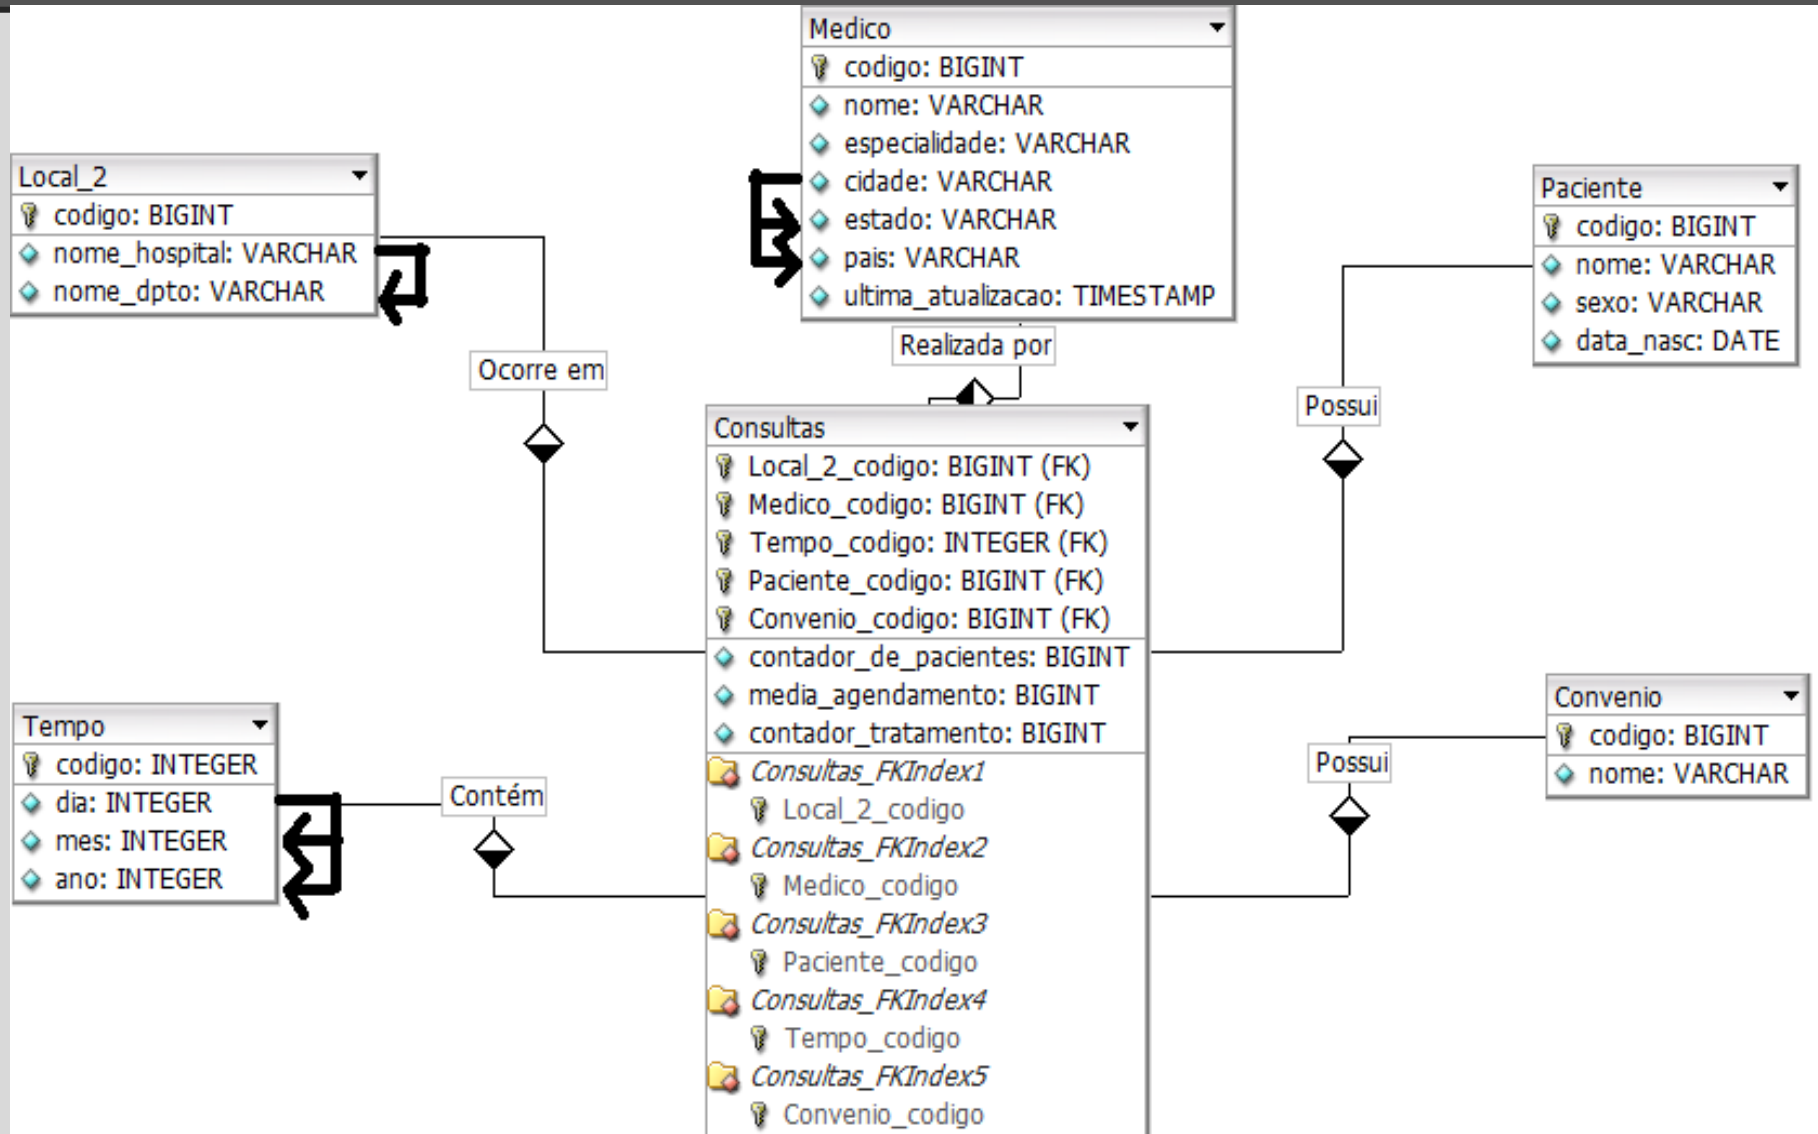 Medico
codigo: BIGINT
nome: VARCHAR
especialidade: VARCHAR
cidade: VARCHAR
estado: VARCHAR
pais: VARCHAR
ultima_atualizacao: TIMESTAMP
Local_2
codigo: BIGINT
nome_hospital: VARCHAR
nome_dpto: VARCHAR
Paciente
codigo: BIGINT
nome: VARCHAR
sexo: VARCHAR
data_nasc: DATE
Realizada por
Ocorre em
Possui
Consultas
Local_2_codigo: BIGINT (FK)
Medico_codigo: BIGINT (FK)
Tempo_codigo: INTEGER (FK)
Paciente_codigo: BIGINT (FK)
Convenio_codigo: BIGINT (FK)
contador_de_pacientes: BIGINT
media_agendamento: BIGINT
contador_tratamento: BIGINT
Consultas_FKIndex1
Local_2_codigo
Consultas_FKIndex2
Medico_codigo
Consultas_FKIndex3
Paciente_codigo
Consultas_FKIndex4
Tempo_codigo
Consultas_FKIndex5
Convenio_codigo
Tempo
codigo: INTEGER
dia: INTEGER
mes: INTEGER
ano: INTEGER
Contém
Possui
Convenio
codigo: BIGINT
nome: VARCHAR